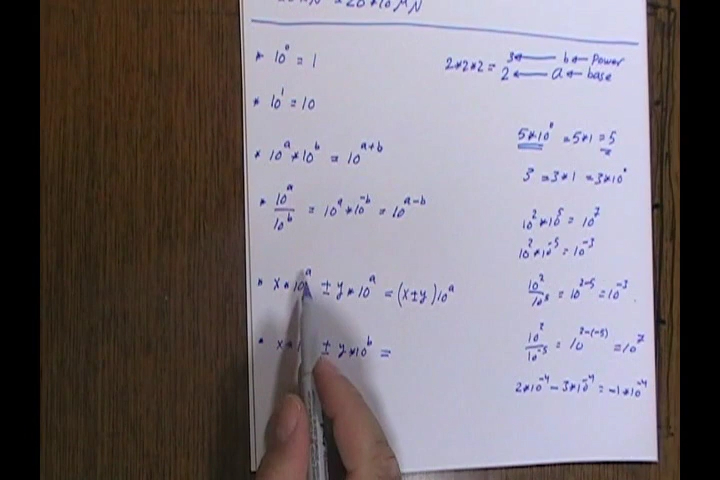 * 10⁰ = 1
* 10¹ = 10
* 10ᵃ * 10ᵇ = 10ᵃ⁺ᵇ
* 10ᵃ/10ᵇ = 10ᵃ * 10⁻ᵇ = 10ᵃ⁻ᵇ
* x * 10ᵃ ± y * 10ᵃ = (x ± y) 10ᵃ
* x * ± y * 10ᵇ =
2*2*2 = 2³ ← aᵇ ← power
← base
5*10⁰ = 5*1 = 5
3 = 3*1 = 3*10⁰
10² * 10⁵ = 10⁷
10² * 10⁻⁵ = 10⁻³
10²/10⁵ = 10²⁻⁵ = 10⁻³
10²/10⁻⁵ = 10²⁻⁽⁻⁵⁾ = 10⁷
2*10⁻⁴ - 3*10⁻⁴ = -1*10⁻⁴